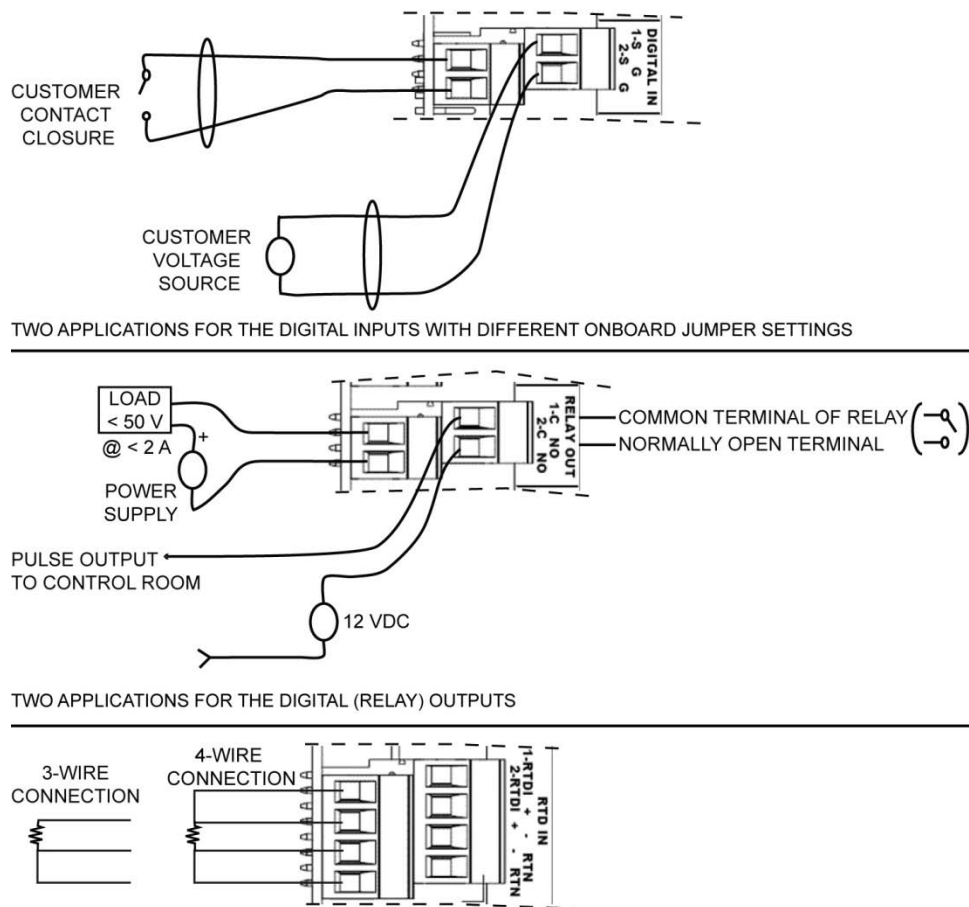 CUSTOMER
CONTACT
CLOSURE
DIGITAL IN
1-S G
2-S G
CUSTOMER
VOLTAGE
SOURCE
TWO APPLICATIONS FOR THE DIGITAL INPUTS WITH DIFFERENT ONBOARD JUMPER SETTINGS
LOAD
< 50 V
@ < 2 A
+
POWER
SUPPLY
RELAY OUT
1-C NO
2-C NO
COMMON TERMINAL OF RELAY
NORMALLY OPEN TERMINAL
PULSE OUTPUT
TO CONTROL ROOM
12 VDC
TWO APPLICATIONS FOR THE DIGITAL (RELAY) OUTPUTS
3-WIRE
CONNECTION
4-WIRE
CONNECTION
RTD IN
1-RTDI + - RTN
2-RTDI + - RTN